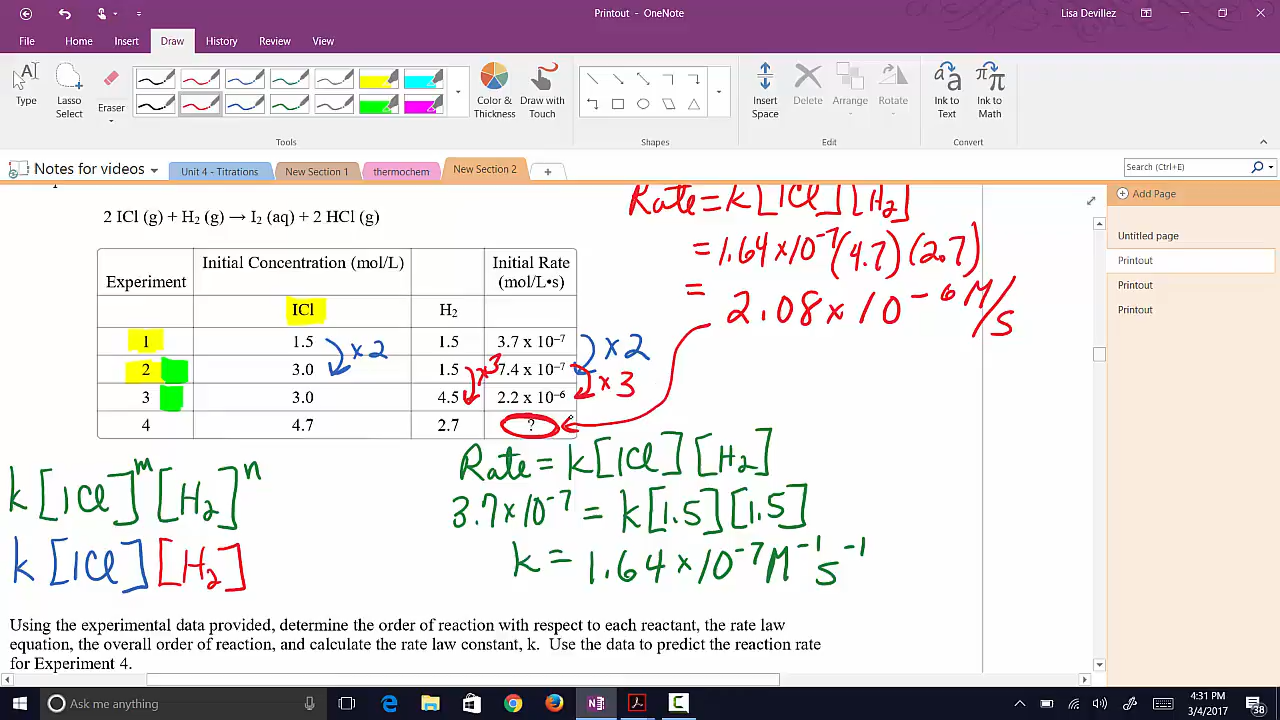 Printout - OneNote
Lisa Devillez
File Home Insert Draw History Review View
Type
Lasso Select
Eraser
Color & Thickness
Draw with Touch
Insert Space
Delete
Arrange
Rotate
Ink to Text
Ink to Math
Tools
Shapes
Edit
Convert
Notes for videos
Unit 4 - Titrations
New Section 1
thermochem
New Section 2
Search (Ctrl+E)
Add Page
Untitled page
Printout
Printout
Printout
2 ICl (g) + H₂ (g) → I₂ (aq) + 2 HCl (g)
Rate = k[ICl][H₂]
= 1.64×10⁻⁷(4.7)(2.7)
= 2.08×10⁻⁶ M/s
Experiment Initial Concentration (mol/L) Initial Rate (mol/L•s)
ICl H₂
1 1.5 1.5 3.7 x 10⁻⁷
2 3.0 1.5 7.4 x 10⁻⁷
3 3.0 4.5 2.2 x 10⁻⁶
4 4.7 2.7 ?
×2
×3
×2
×3
k[ICl]ᵐ[H₂]ⁿ
k[ICl][H₂]
Rate = k[ICl][H₂]
3.7×10⁻⁷ = k[1.5][1.5]
k = 1.64×10⁻⁷ M⁻¹ s⁻¹
Using the experimental data provided, determine the order of reaction with respect to each reactant, the rate law
equation, the overall order of reaction, and calculate the rate law constant, k. Use the data to predict the reaction rate
for Experiment 4.
Ask me anything
4:31 PM
3/4/2017
38